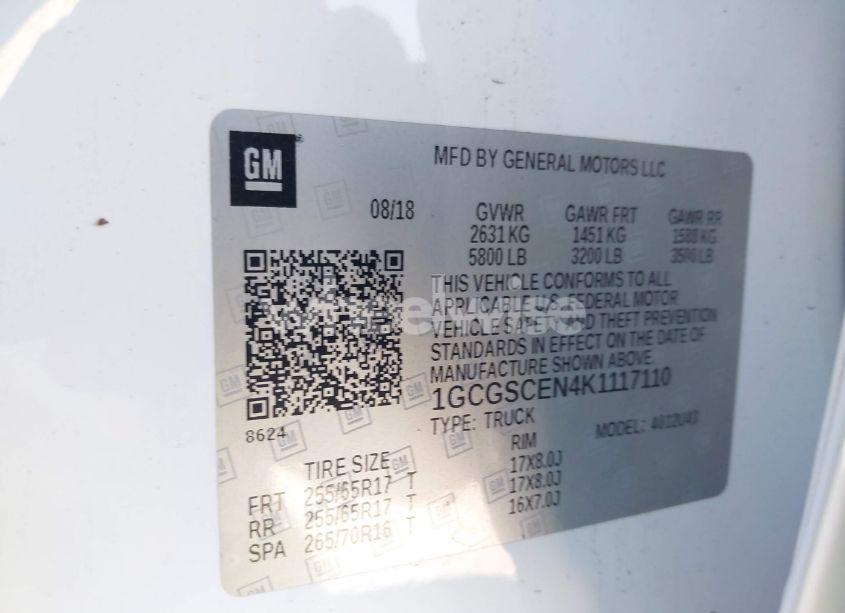 GM
MFD BY GENERAL MOTORS LLC
08/18
GVWR GAWR FRT GAWR RR
2631 KG 1451 KG 1588 KG
5800 LB 3200 LB 3500 LB
THIS VEHICLE CONFORMS TO ALL
APPLICABLE U.S. FEDERAL MOTOR
VEHICLE SAFETY AND THEFT PREVENTION
STANDARDS IN EFFECT ON THE DATE OF
MANUFACTURE SHOWN ABOVE.
1GCGSCEN4K1117110
TYPE: TRUCK MODEL:
8624
TIRE SIZE RIM
FRT 255/65R17 T 17X8.0J
RR 255/65R17 T 17X8.0J
SPA 265/70R16 T 16X7.0J